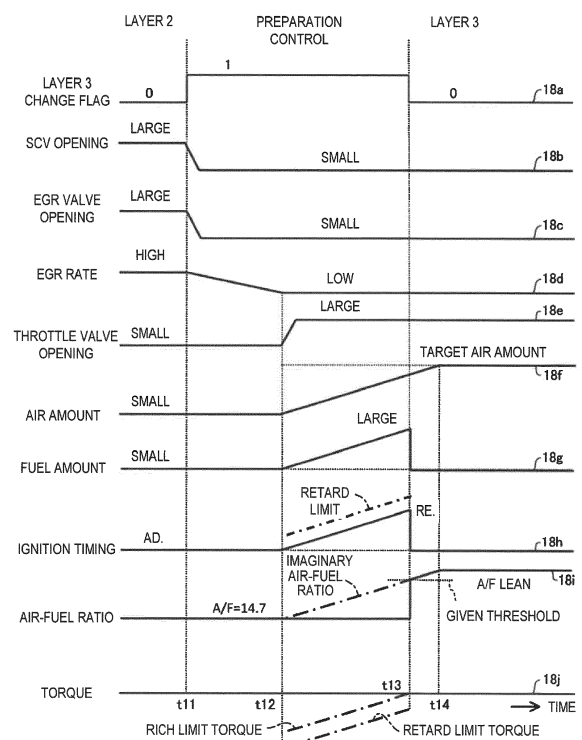 LAYER 2
PREPARATION
CONTROL
LAYER 3
LAYER 3
CHANGE FLAG
0
1
0
18a
SCV OPENING
LARGE
SMALL
18b
EGR VALVE
OPENING
LARGE
SMALL
18c
EGR RATE
HIGH
LOW
18d
THROTTLE VALVE
OPENING
SMALL
LARGE
18e
TARGET AIR AMOUNT
18f
AIR AMOUNT
SMALL
FUEL AMOUNT
SMALL
LARGE
18g
RETARD
LIMIT
RE.
IGNITION TIMING
AD.
18h
IMAGINARY
AIR-FUEL
RATIO
18i
A/F LEAN
AIR-FUEL RATIO
A/F=14.7
GIVEN THRESHOLD
TORQUE
t11
t12
t13
t14
18j
TIME
RICH LIMIT TORQUE
RETARD LIMIT TORQUE